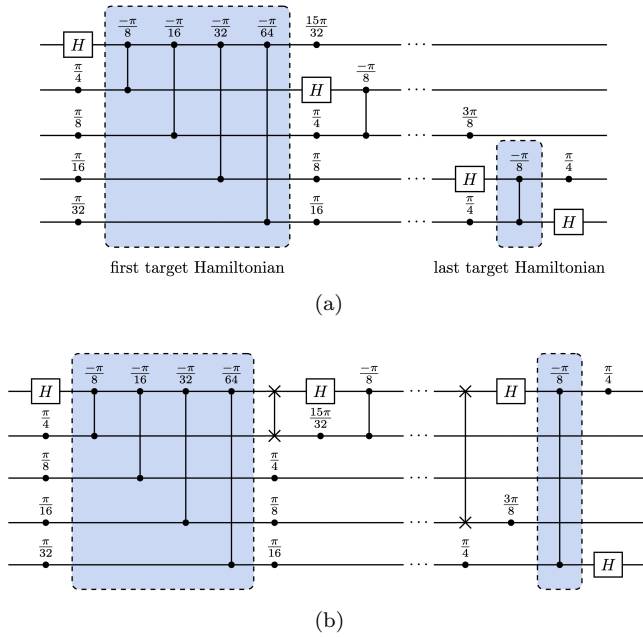 −π/8 −π/16 −π/32 −π/64 15π/32
H ···
π/4 −π/8
H ···
π/8 π/4 3π/8
···
π/16 π/8 −π/8 π/4
··· H
π/32 π/16 π/4
··· H
first target Hamiltonian last target Hamiltonian
(a)
−π/8 −π/16 −π/32 −π/64 −π/8 −π/8 π/4
H H ··· H
π/4 15π/32
···
π/8 π/4
···
π/16 π/8 3π/8
···
π/32 π/16 π/4
··· H
(b)